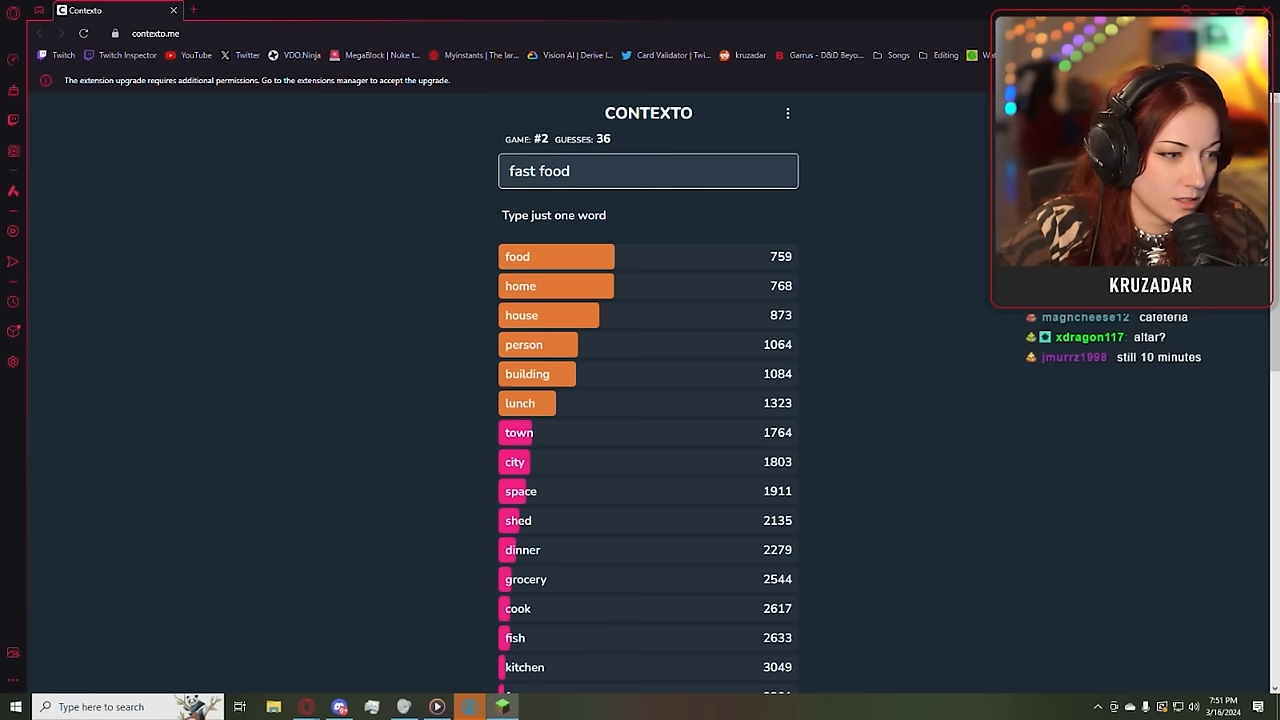 Contexto
contexto.me
Twitch
Twitch Inspector
YouTube
Twitter
VDO.Ninja
MegaBlock | Nuke t...
Myinstants | The lar...
Vision AI | Derive I...
Card Validator | Twi...
kruzadar
Garrus - D&D Beyo...
Songs
Editing
The extension upgrade requires additional permissions. Go to the extensions manager to accept the upgrade.
CONTEXTO
GAME: #2 GUESSES: 36
fast food
Type just one word
food 759
home 768
house 873
person 1064
building 1084
lunch 1323
town 1764
city 1803
space 1911
shed 2135
dinner 2279
grocery 2544
cook 2617
fish 2633
kitchen 3049
KRUZADAR
magncheese12: cafeteria
xdragon117: altar?
jmurrz1998: still 10 minutes
Type here to search
7:51 PM
3/16/2024